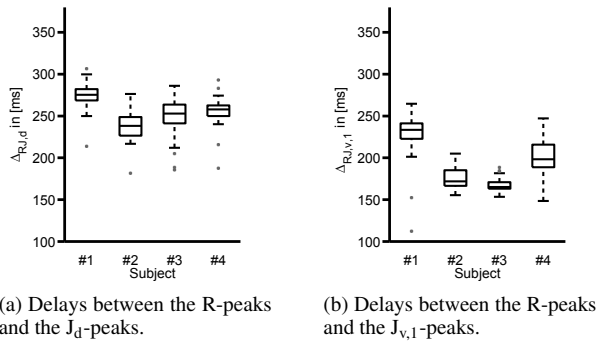 350
300
250
200
150
100
Δ_RJ,d in [ms]
#1 #2 #3 #4
Subject
(a) Delays between the R-peaks
and the J_d-peaks.
350
300
250
200
150
100
Δ_RJ,v,1 in [ms]
#1 #2 #3 #4
Subject
(b) Delays between the R-peaks
and the J_v,1-peaks.